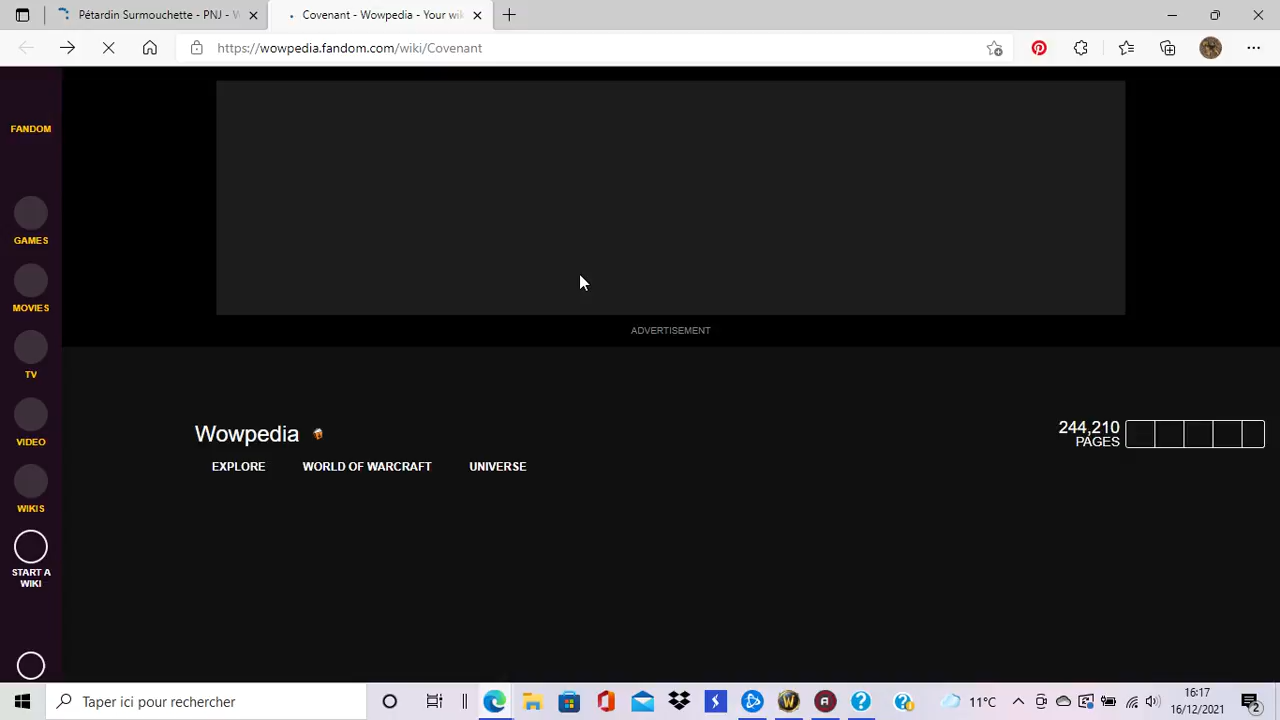 Pétardin Surmouchette - PNJ - W
Covenant - Wowpedia - Your wik
https://wowpedia.fandom.com/wiki/Covenant
FANDOM
GAMES
MOVIES
TV
VIDEO
WIKIS
START A
WIKI
ADVERTISEMENT
Wowpedia
244,210
PAGES
EXPLORE WORLD OF WARCRAFT UNIVERSE
Taper ici pour rechercher
11°C
16:17
16/12/2021
2